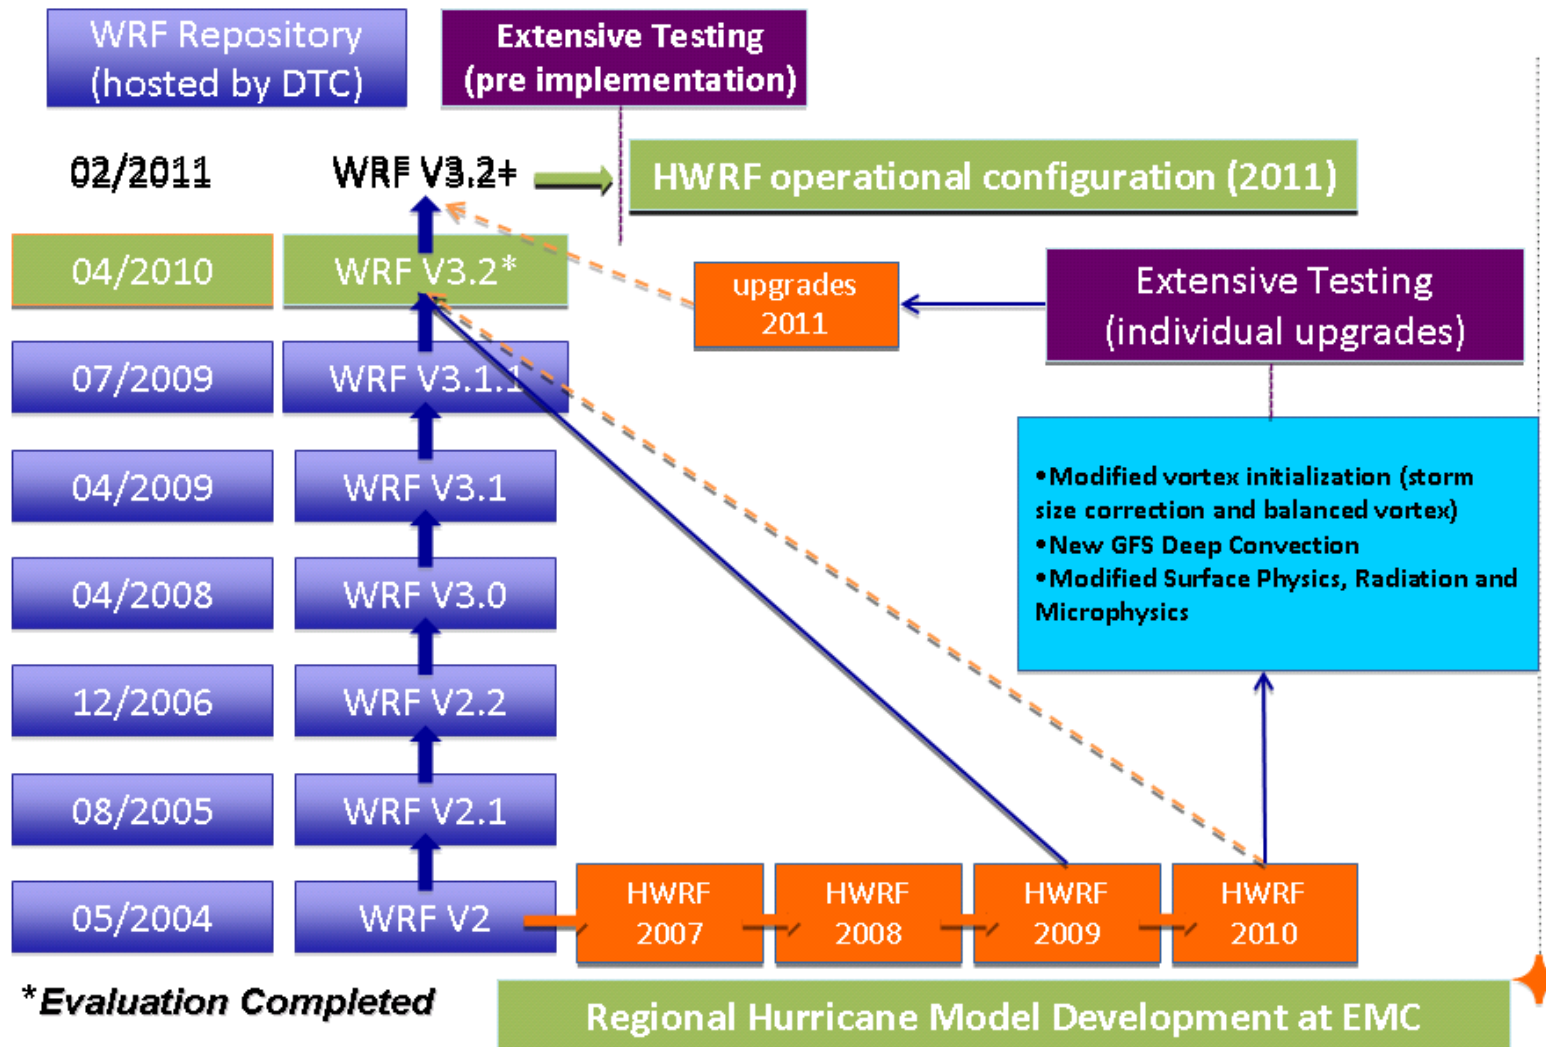 WRF Repository
(hosted by DTC)
Extensive Testing
(pre implementation)
02/2011
WRF V3.2+
HWRF operational configuration (2011)
04/2010
WRF V3.2*
upgrades
2011
Extensive Testing
(individual upgrades)
07/2009
WRF V3.1.1
04/2009
WRF V3.1
•Modified vortex initialization (storm
size correction and balanced vortex)
•New GFS Deep Convection
•Modified Surface Physics, Radiation and
Microphysics
04/2008
WRF V3.0
12/2006
WRF V2.2
08/2005
WRF V2.1
05/2004
WRF V2
HWRF
2007
HWRF
2008
HWRF
2009
HWRF
2010
*Evaluation Completed
Regional Hurricane Model Development at EMC